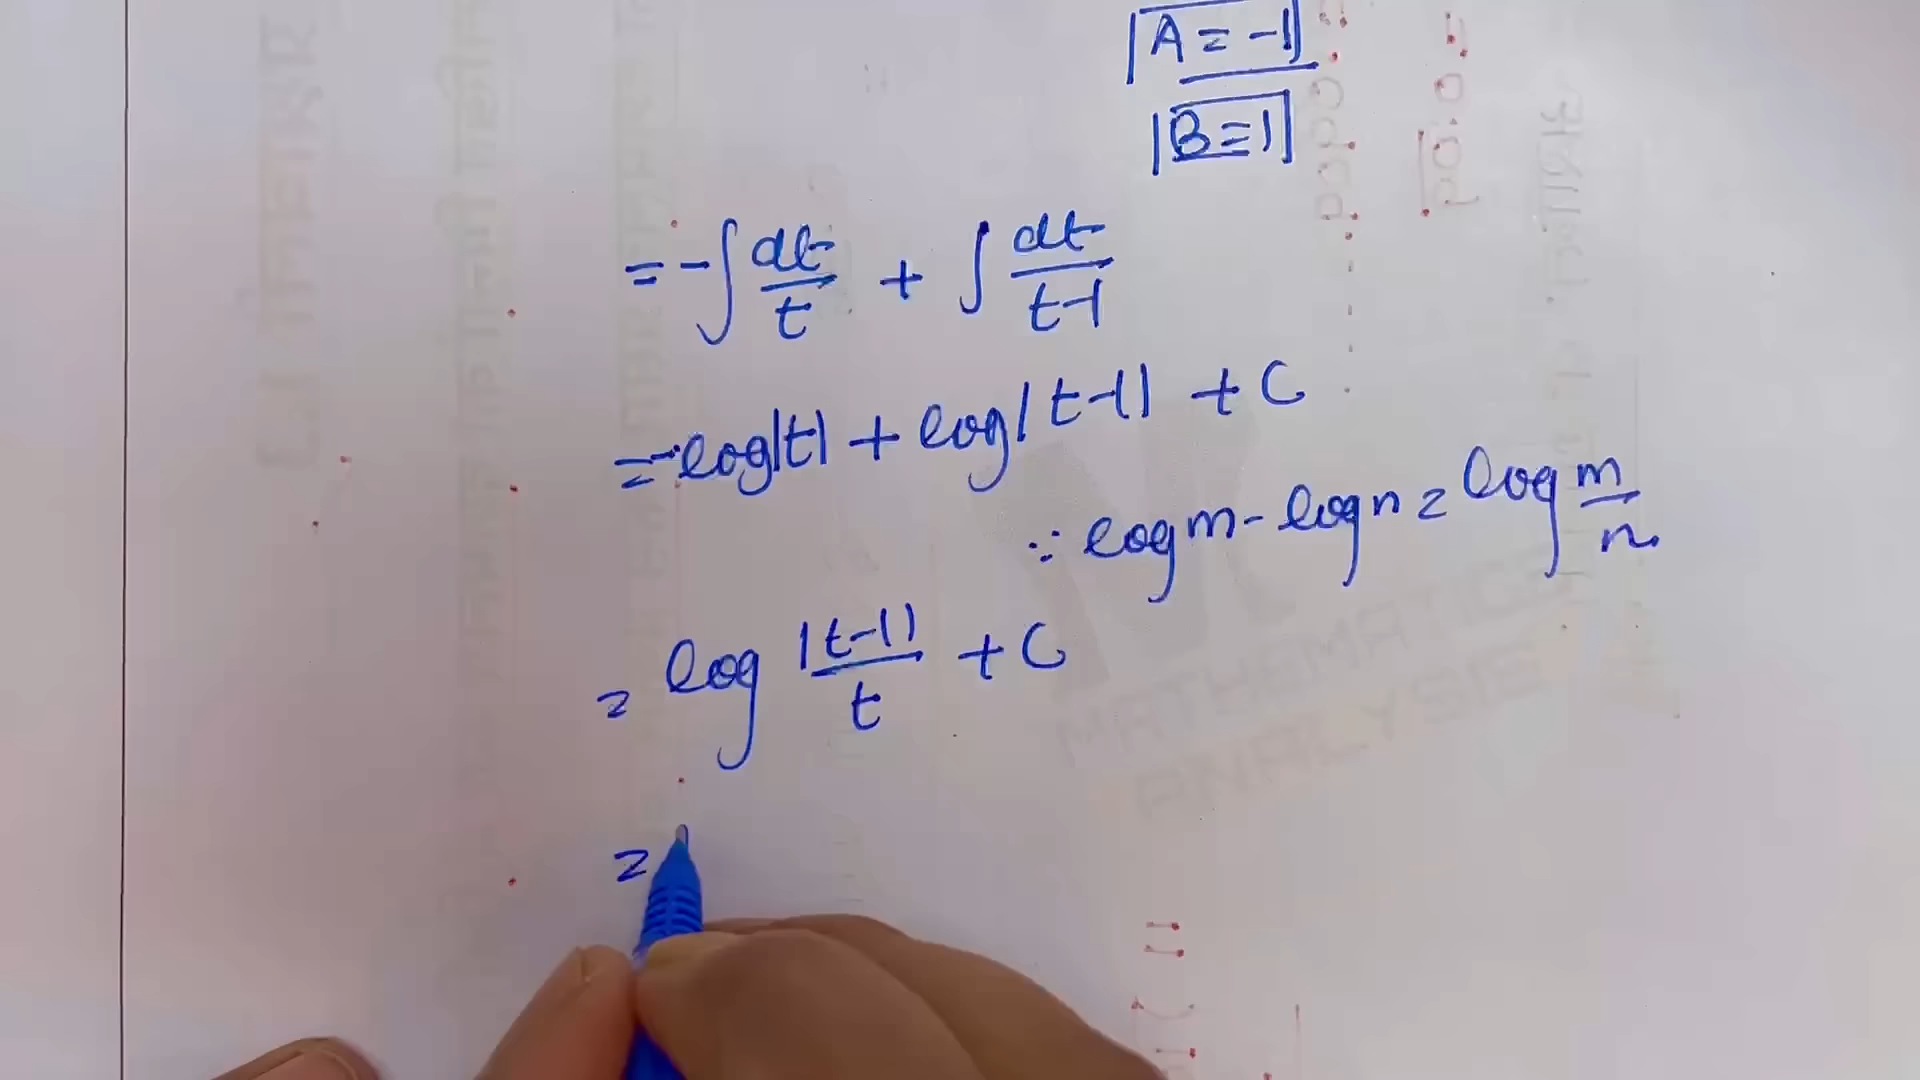 |A = -1|
|B = 1|
= -∫ dt/t + ∫ dt/t-1
= -log|t| + log|t-1| + C
∵ log m - log n = log m/n
= log |t-1|/t + C
=